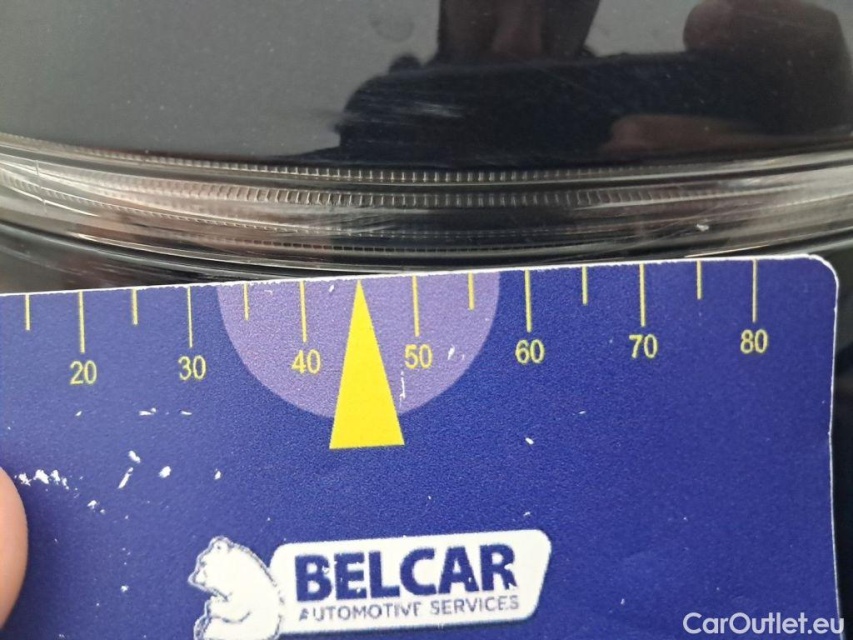 20 30 40 50 60 70 80
BELCAR
AUTOMOTIVE SERVICES
CarOutlet.eu